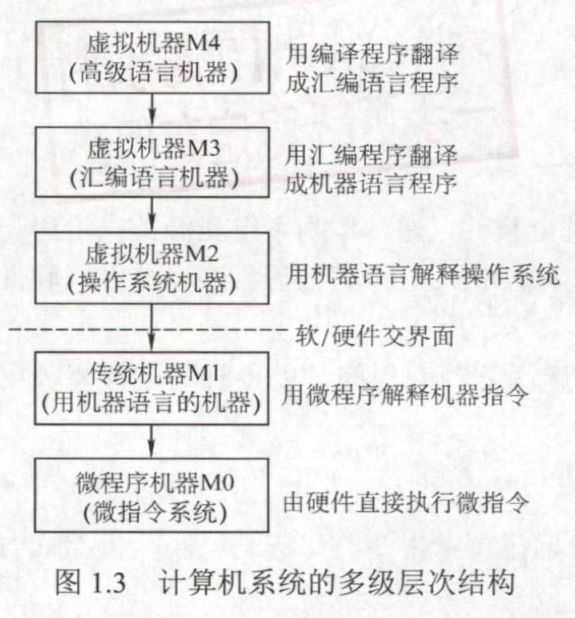 虚拟机器M4
(高级语言机器)
用编译程序翻译
成汇编语言程序
虚拟机器M3
(汇编语言机器)
用汇编程序翻译
成机器语言程序
虚拟机器M2
(操作系统机器)
用机器语言解释操作系统
软/硬件交界面
传统机器M1
(用机器语言的机器)
用微程序解释机器指令
微程序机器M0
(微指令系统)
由硬件直接执行微指令
图 1.3 计算机系统的多级层次结构